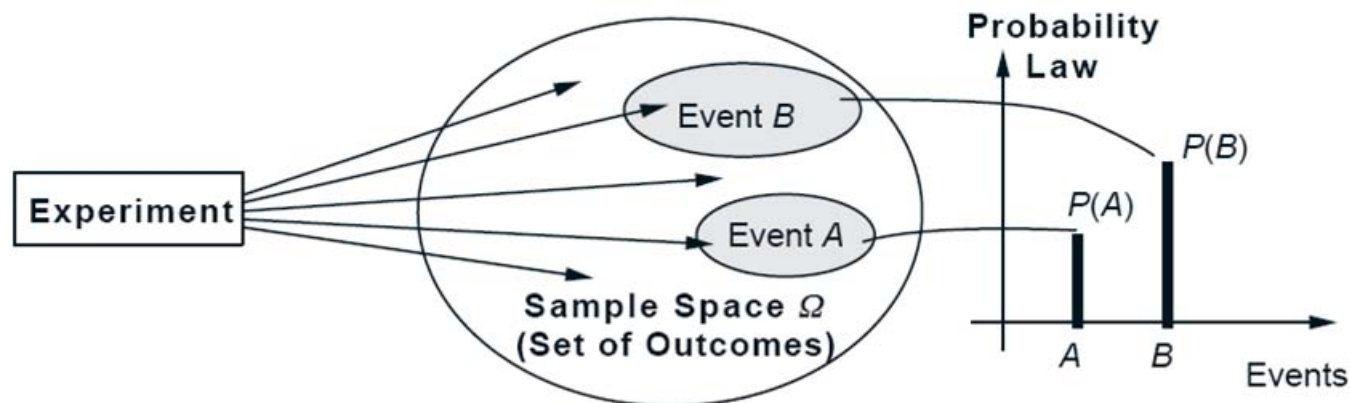 Experiment
Event B
Event A
Sample Space Ω
(Set of Outcomes)
Probability
Law
P(B)
P(A)
A
B
Events